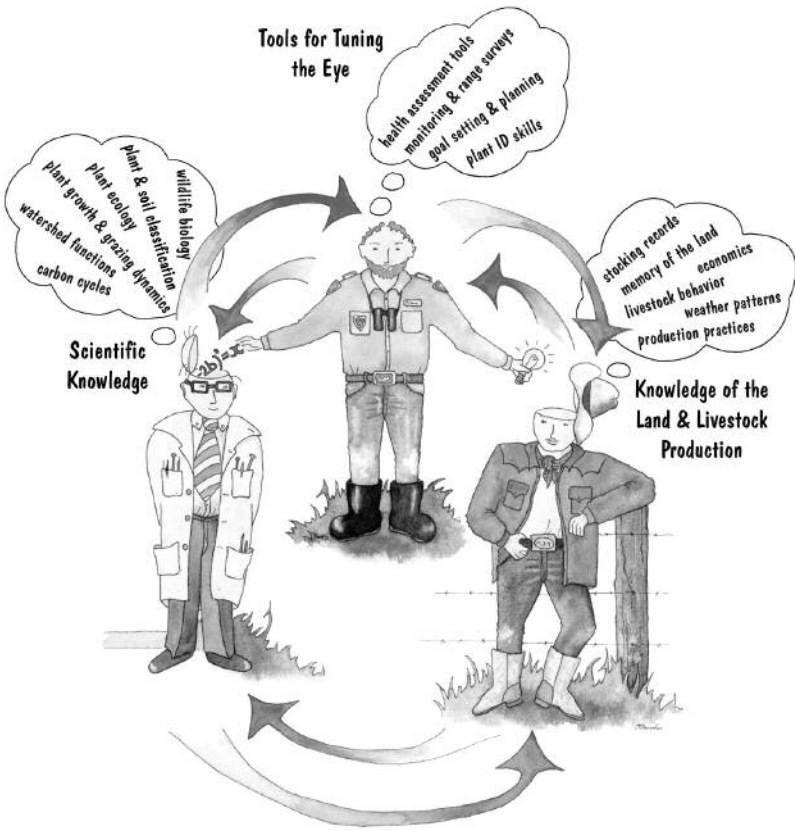 Tools for Tuning
the Eye
health assessment tools
monitoring & range surveys
goal setting & planning
plant ID skills
wildlife biology
plant & soil classification
plant ecology
plant growth & grazing dynamics
watershed functions
carbon cycles
Scientific
Knowledge
2b)²=x
stocking records
memory of the land
economics
livestock behavior
weather patterns
production practices
Knowledge of the
Land & Livestock
Production